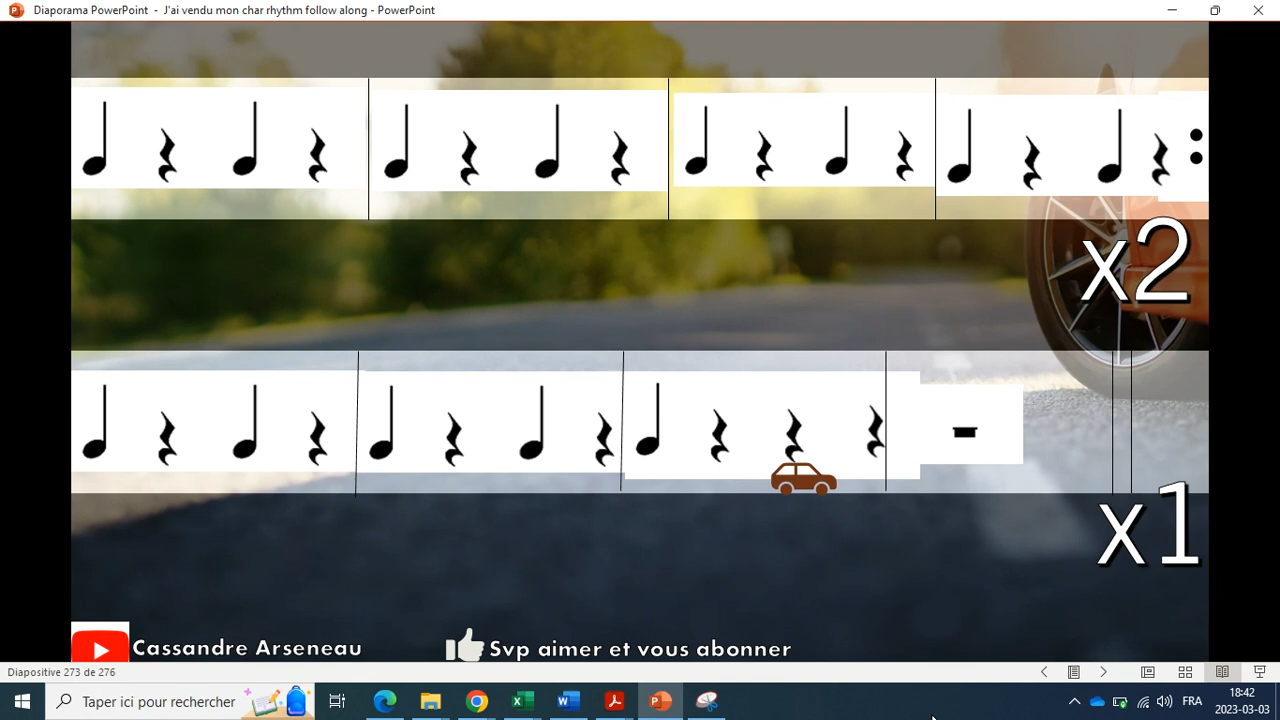 Diaporama PowerPoint - J'ai vendu mon char rhythm follow along - PowerPoint
x2
x1
Cassandre Arseneau
Svp aimer et vous abonner
Diapositive 273 de 276
Taper ici pour rechercher
FRA
18:42
2023-03-03